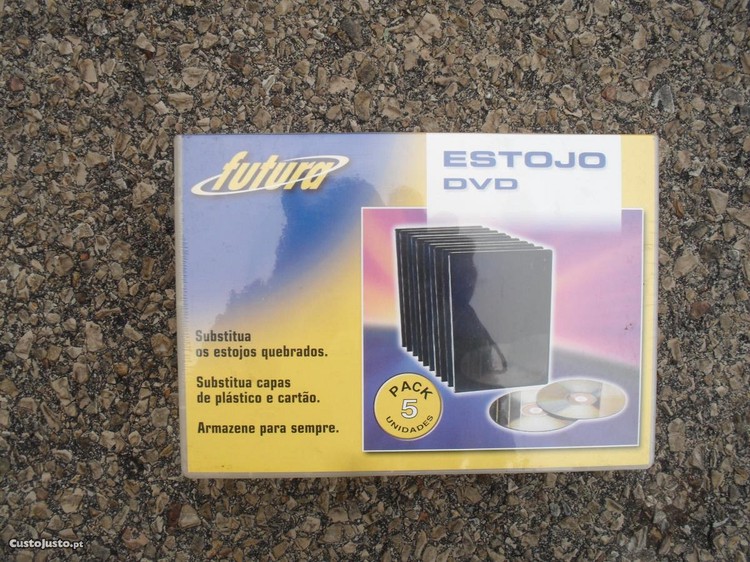 futura
ESTOJO
DVD
Substitua
os estojos quebrados.
Substitua capas
de plástico e cartão.
Armazene para sempre.
PACK
5
UNIDADES
CustoJusto.pt